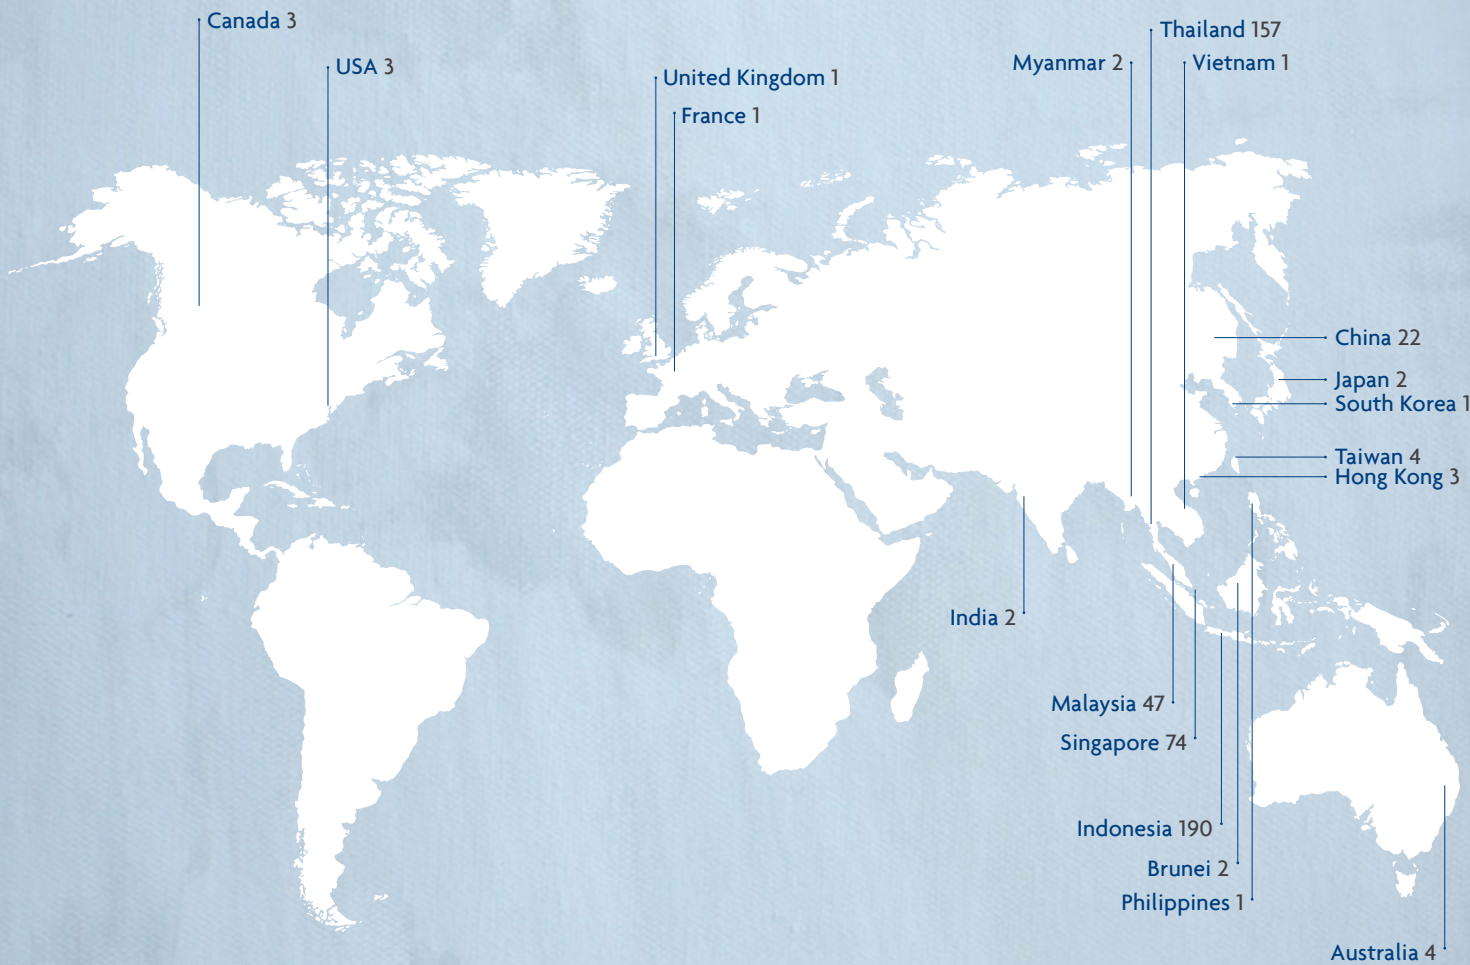 Canada 3
USA 3
United Kingdom 1
France 1
Thailand 157
Myanmar 2
Vietnam 1
China 22
Japan 2
South Korea 1
Taiwan 4
Hong Kong 3
India 2
Malaysia 47
Singapore 74
Indonesia 190
Brunei 2
Philippines 1
Australia 4